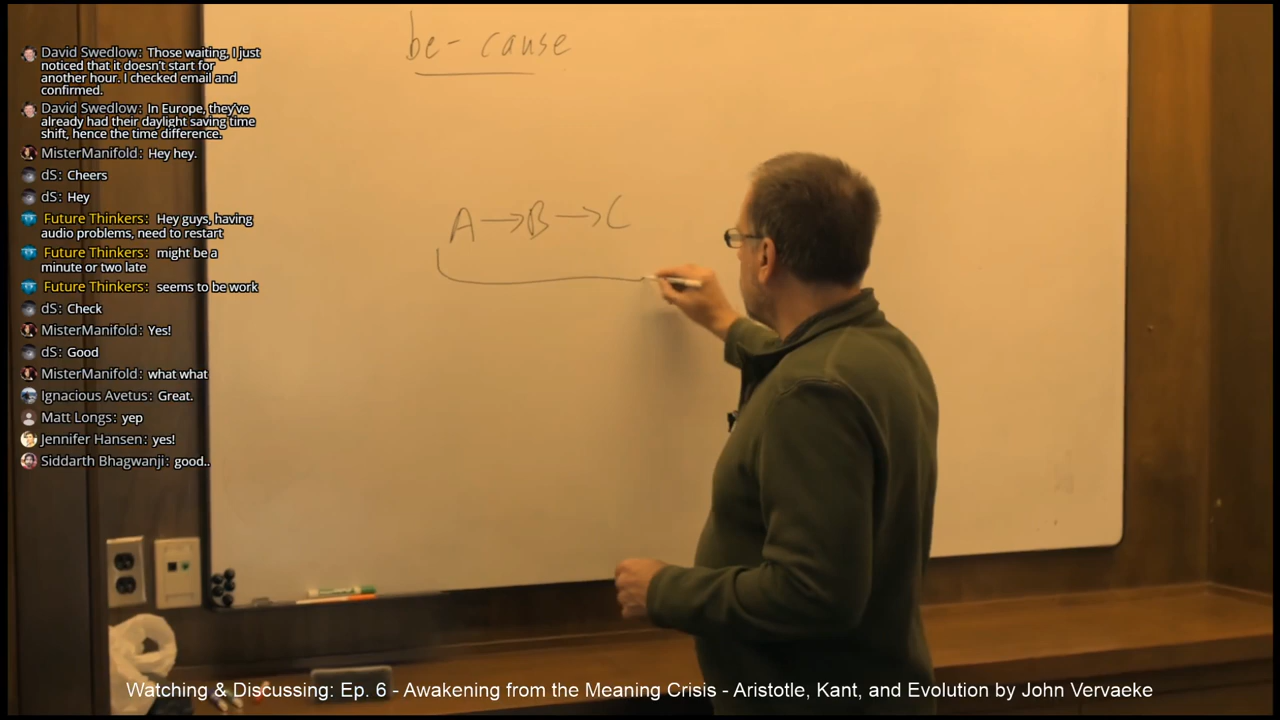 be- cause
David Swedlow: Those waiting, I just
noticed that it doesn't start for
another hour. I checked email and
confirmed.
David Swedlow: In Europe, they've
already had their daylight saving time
shift, hence the time difference.
MisterManifold: Hey hey.
dS: Cheers
dS: Hey
A → B → C
Future Thinkers: Hey guys, having
audio problems, need to restart
Future Thinkers: might be a
minute or two late
Future Thinkers: seems to be work
dS: Check
MisterManifold: Yes!
dS: Good
MisterManifold: what what
Ignacious Avetus: Great.
Matt Longs: yep
Jennifer Hansen: yes!
Siddarth Bhagwanji: good..
Watching & Discussing: Ep. 6 - Awakening from the Meaning Crisis - Aristotle, Kant, and Evolution by John Vervaeke